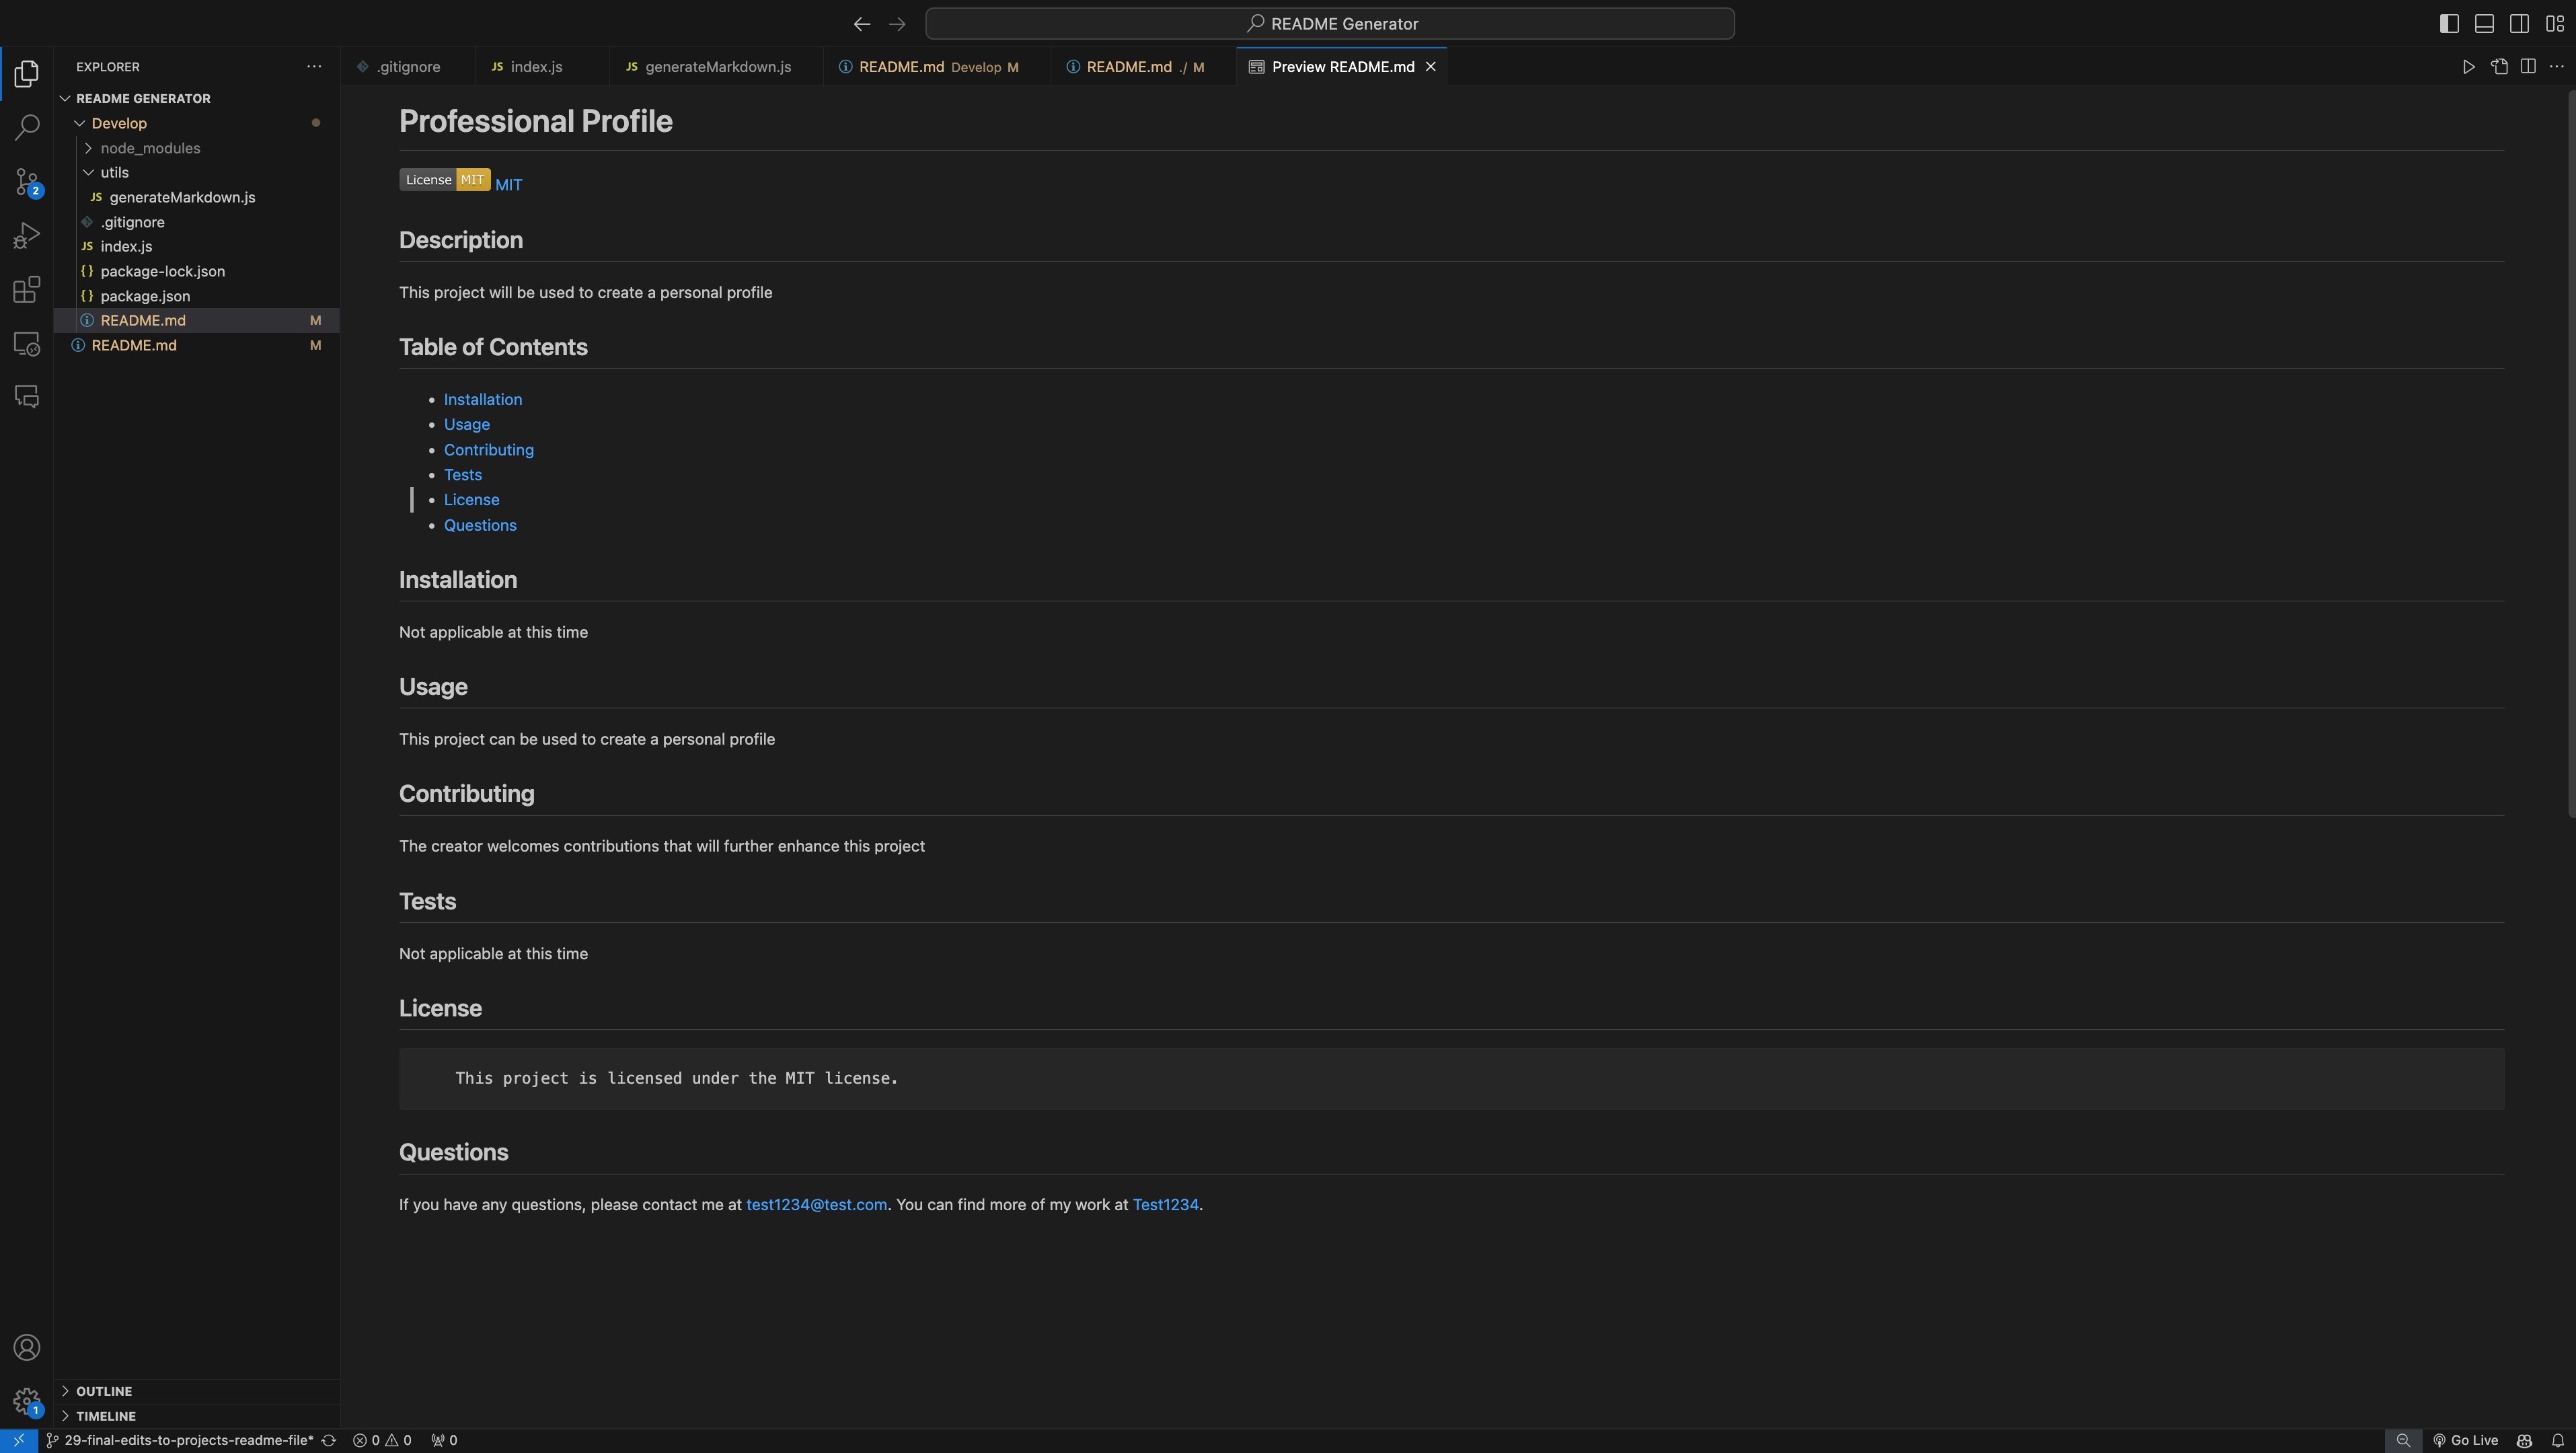 README Generator
EXPLORER
.gitignore
JS index.js
JS generateMarkdown.js
README.md Develop M
README.md ./ M
Preview README.md
README GENERATOR
Develop
node_modules
utils
JS generateMarkdown.js
.gitignore
JS index.js
{} package-lock.json
{} package.json
README.md M
README.md M
2
Professional Profile
License MIT MIT
Description
This project will be used to create a personal profile
Table of Contents
• Installation
• Usage
• Contributing
• Tests
• License
• Questions
Installation
Not applicable at this time
Usage
This project can be used to create a personal profile
Contributing
The creator welcomes contributions that will further enhance this project
Tests
Not applicable at this time
License
This project is licensed under the MIT license.
Questions
If you have any questions, please contact me at test1234@test.com. You can find more of my work at Test1234.
OUTLINE
1
TIMELINE
29-final-edits-to-projects-readme-file* 0 0 0 Go Live